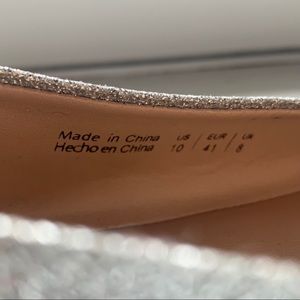 Made in China US / EUR / UK
Hecho en China 10 / 41 / 8